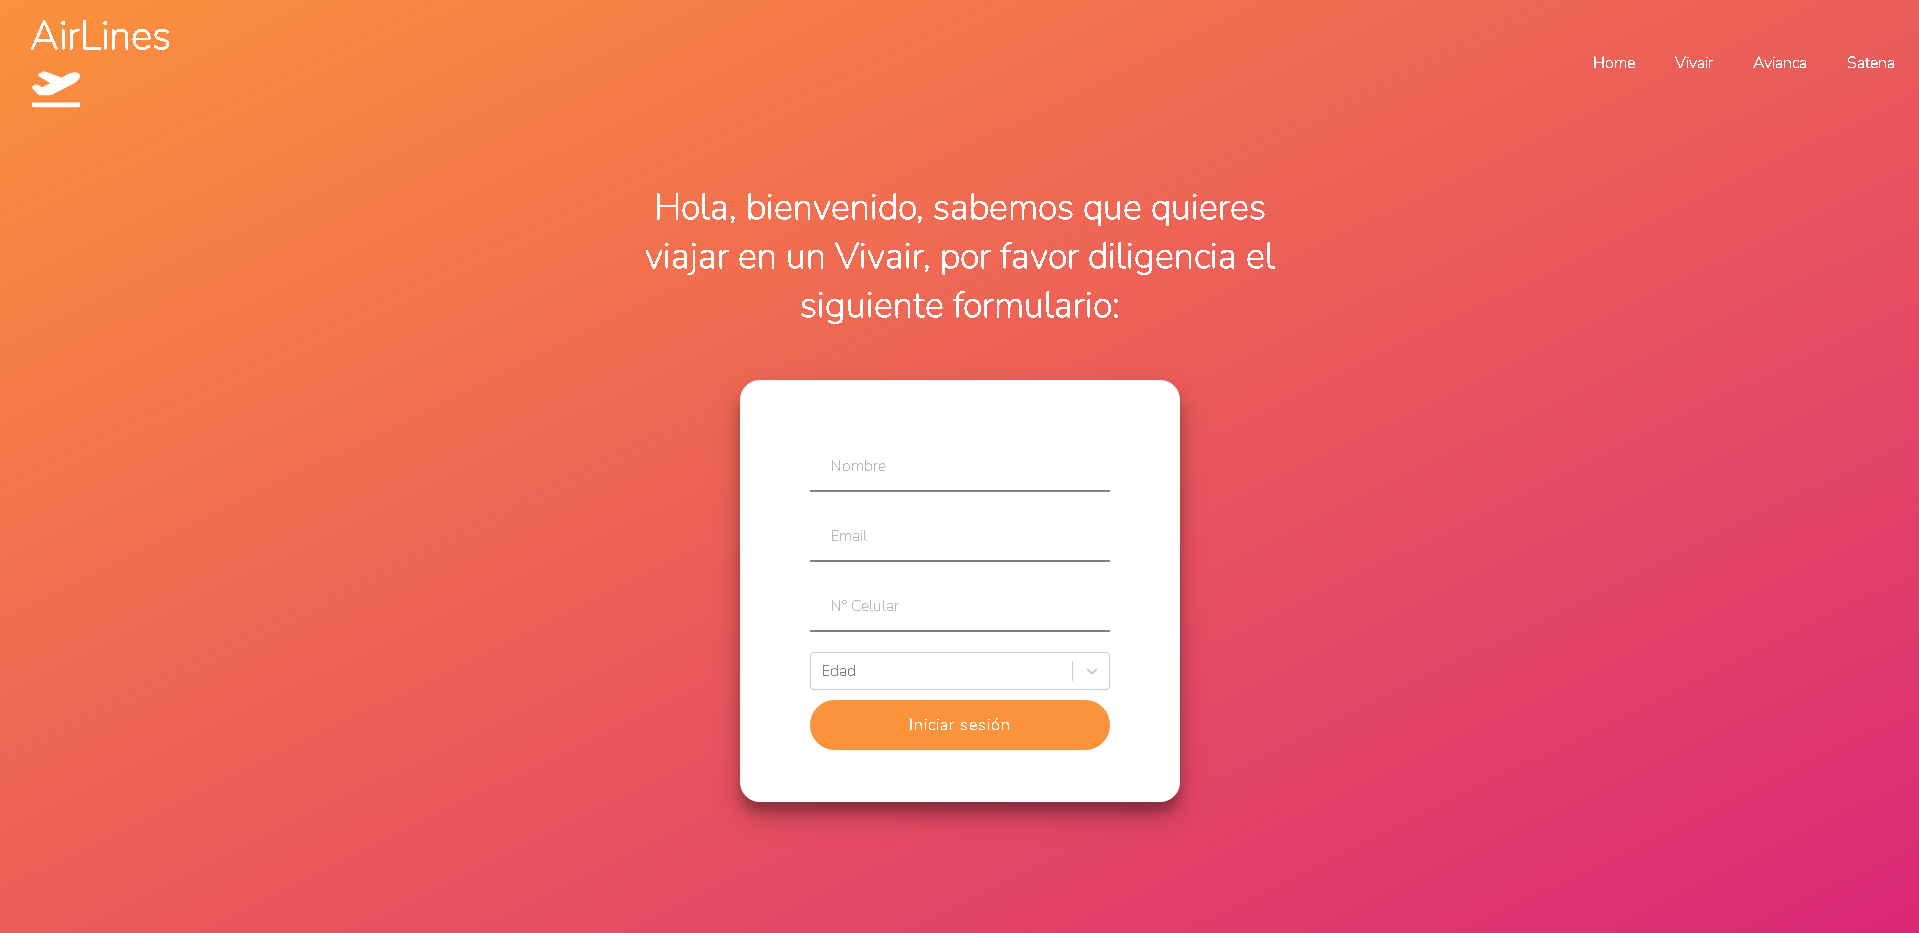 AirLines
Home
Vivair
Avianca
Satena
Hola, bienvenido, sabemos que quieres
viajar en un Vivair, por favor diligencia el
siguiente formulario:
Nombre
Email
N° Celular
Edad
Iniciar sesión